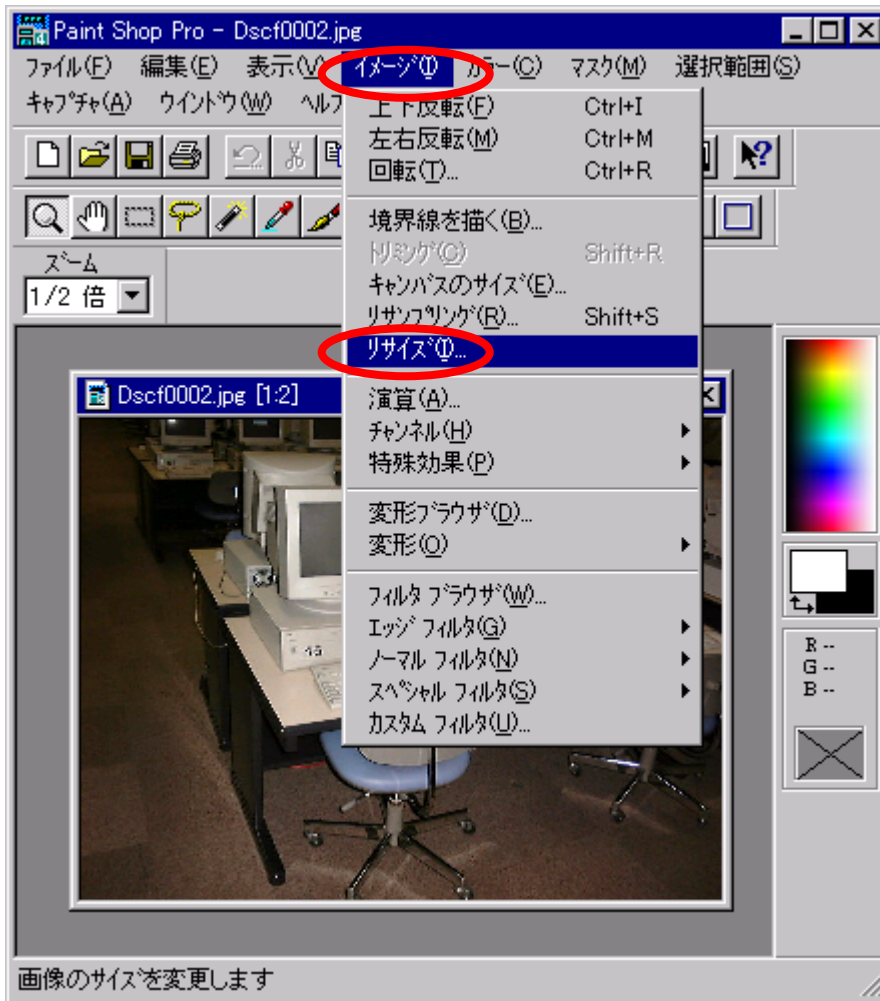 Paint Shop Pro - Dscf0002.jpg
ファイル(F) 編集(E) 表示(V) イメージ(I) カラー(C) マスク(M) 選択範囲(S)
キャプチャ(A) ウインドウ(W) ヘルプ
上下反転(F) Ctrl+I
左右反転(M) Ctrl+M
回転(T)... Ctrl+R
境界線を描く(B)...
トリミング(C) Shift+R
キャンバスのサイズ(E)...
リサンプリング(R)... Shift+S
リサイズ(I)...
演算(A)...
チャンネル(H)
特殊効果(P)
変形ブラウザ(D)...
変形(O)
フィルタ ブラウザ(W)...
エッジ フィルタ(G)
ノーマル フィルタ(N)
スペシャル フィルタ(S)
カスタム フィルタ(U)...
ズーム
1/2 倍
Dscf0002.jpg [1:2]
45
R --
G --
B --
画像のサイズを変更します